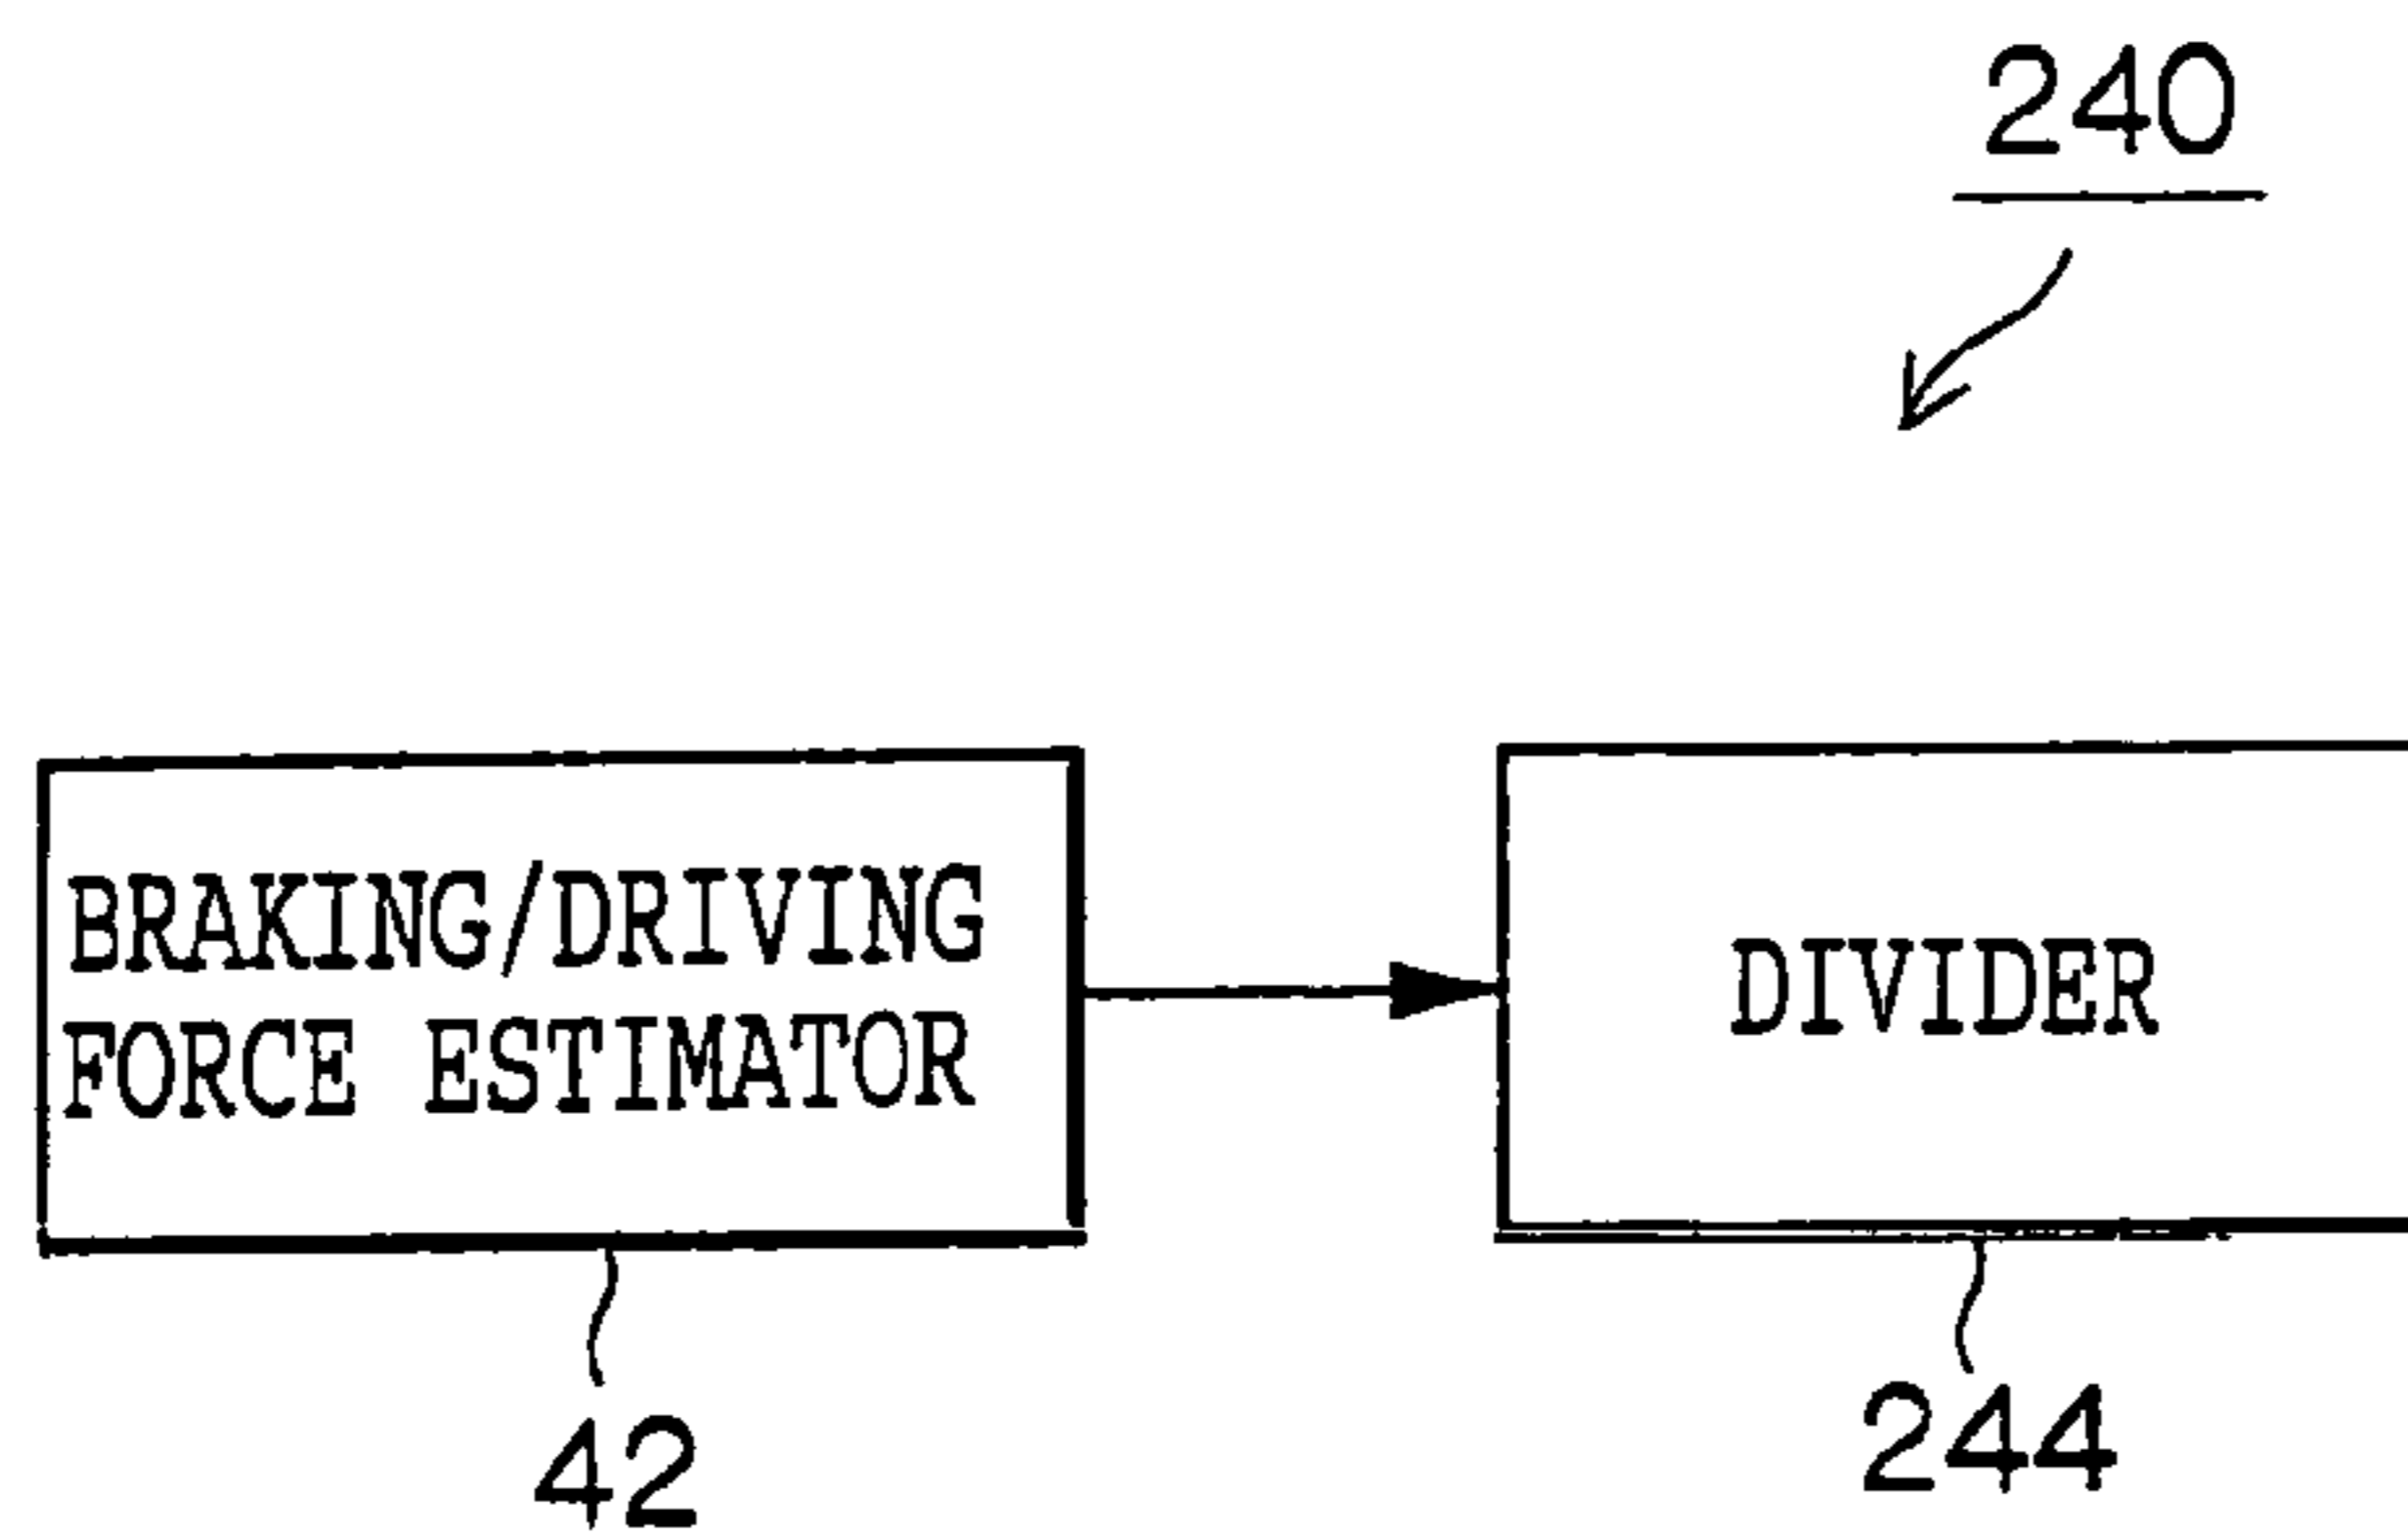 240
BRAKING/DRIVING
FORCE ESTIMATOR
DIVIDER
42
244